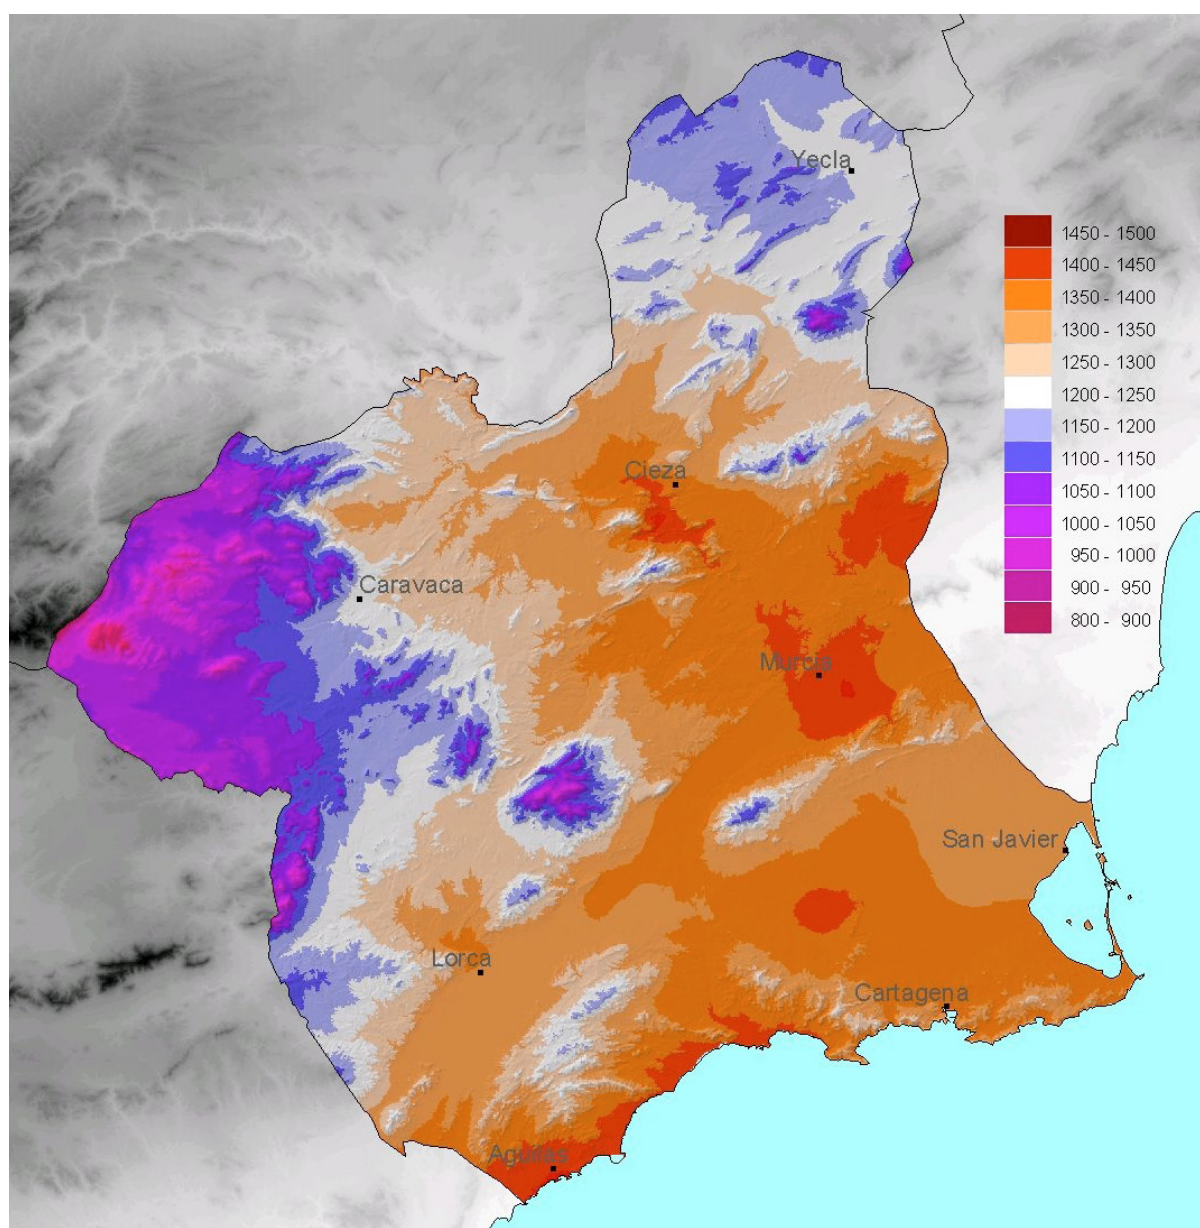 Yecla
1450 - 1500
1400 - 1450
1350 - 1400
1300 - 1350
1250 - 1300
1200 - 1250
1150 - 1200
1100 - 1150
1050 - 1100
1000 - 1050
950 - 1000
900 - 950
800 - 900
Cieza
Caravaca
Murcia
San Javier
Lorca
Cartagena
Aguilas